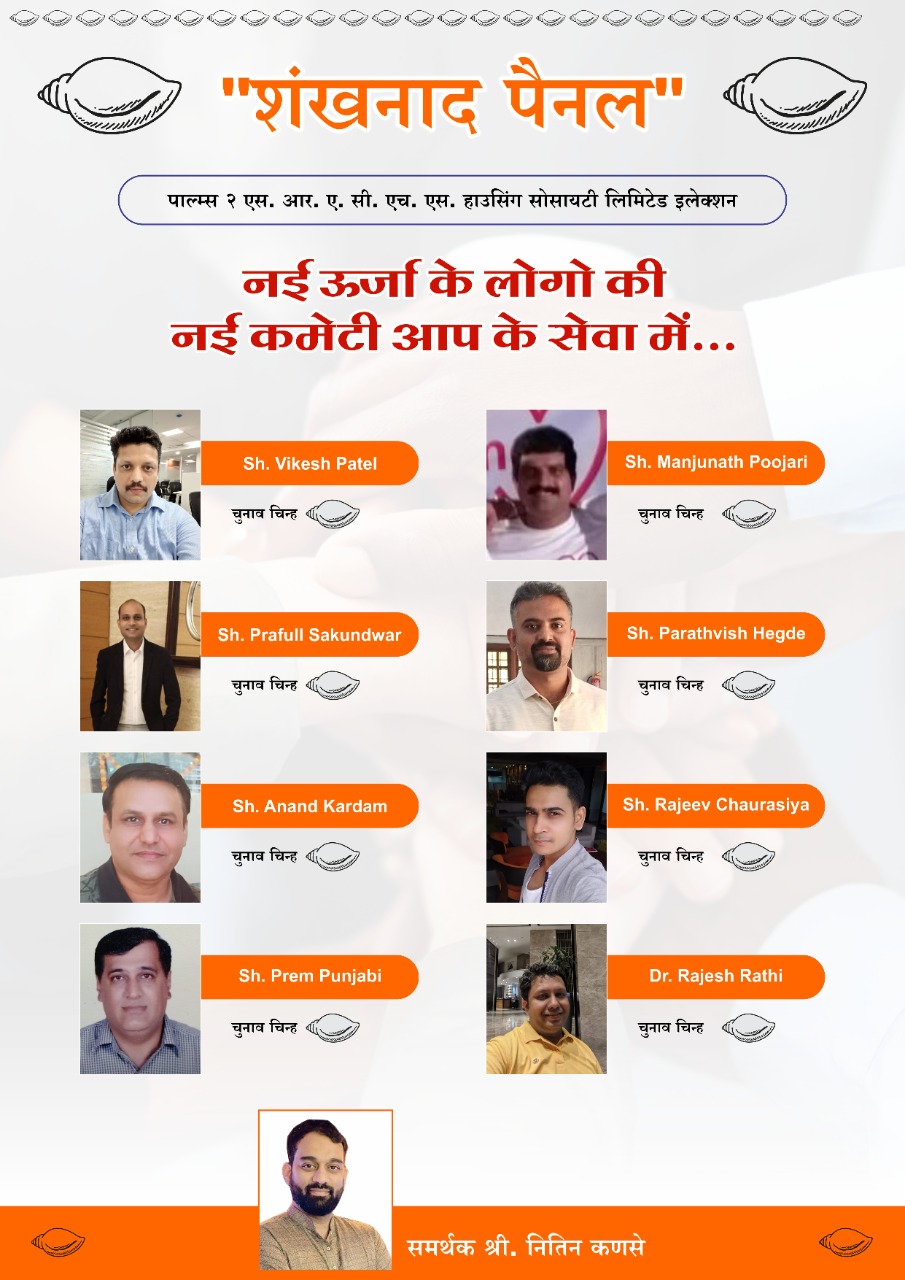 "शंखनाद पैनल"
पाल्म्स २ एस. आर. ए. सी. एच. एस. हाउसिंग सोसायटी लिमिटेड इलेक्शन
नई ऊर्जा के लोगो की
नई कमेटी आप के सेवा में...
Sh. Vikesh Patel
चुनाव चिन्ह
Sh. Manjunath Poojari
चुनाव चिन्ह
Sh. Prafull Sakundwar
चुनाव चिन्ह
Sh. Parathvish Hegde
चुनाव चिन्ह
Sh. Anand Kardam
चुनाव चिन्ह
Sh. Rajeev Chaurasiya
चुनाव चिन्ह
Sh. Prem Punjabi
चुनाव चिन्ह
Dr. Rajesh Rathi
चुनाव चिन्ह
समर्थक श्री. नितिन कणसे